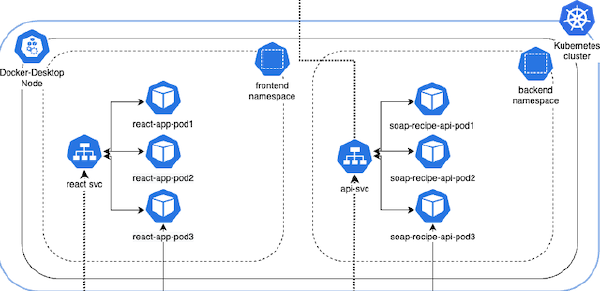 Kubernetes
cluster
Docker-Desktop
Node
frontend
namespace
backend
namespace
react-app-pod1
soap-recipe-api-pod1
react svc
react-app-pod2
api-svc
soap-recipe-api-pod2
react-app-pod3
soap-recipe-api-pod3